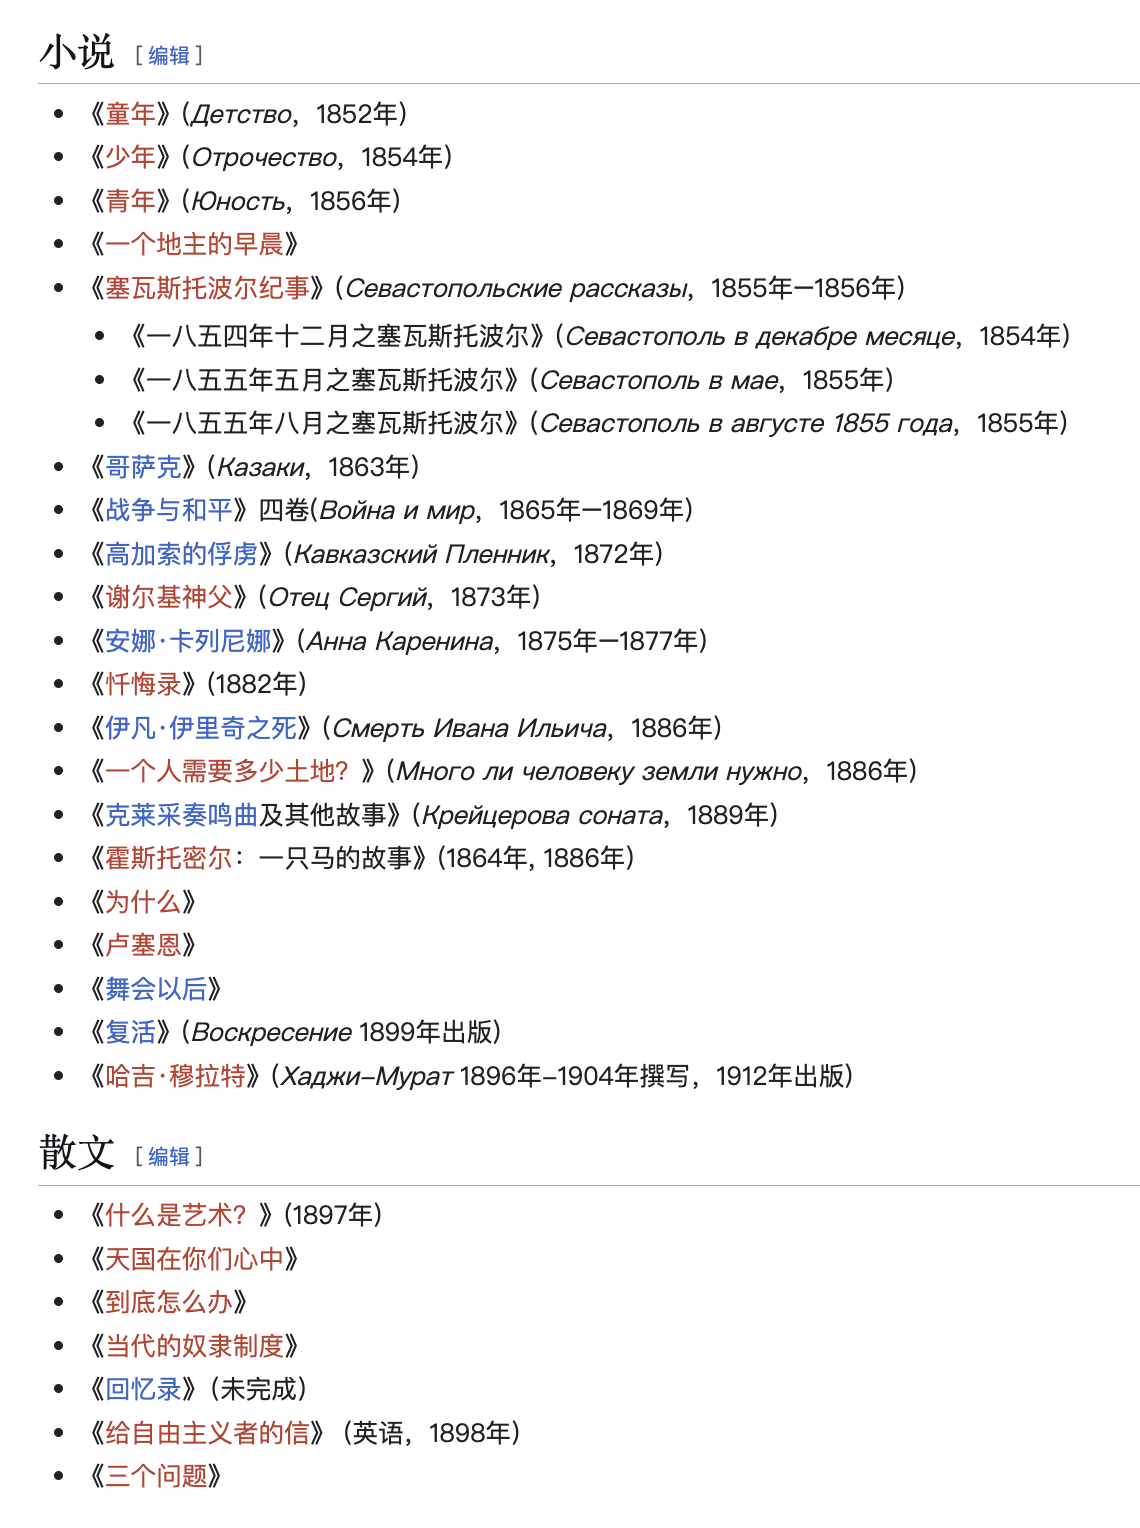 小说 [编辑]
《童年》(Детство，1852年)
《少年》(Отрочество，1854年)
《青年》(Юность，1856年)
《一个地主的早晨》
《塞瓦斯托波尔纪事》(Севастопольские рассказы，1855年—1856年)
《一八五四年十二月之塞瓦斯托波尔》(Севастополь в декабре месяце，1854年)
《一八五五年五月之塞瓦斯托波尔》(Севастополь в мае，1855年)
《一八五五年八月之塞瓦斯托波尔》(Севастополь в августе 1855 года，1855年)
《哥萨克》(Казаки，1863年)
《战争与和平》四卷(Война и мир，1865年—1869年)
《高加索的俘虏》(Кавказский Пленник，1872年)
《谢尔基神父》(Отец Сергий，1873年)
《安娜·卡列尼娜》(Анна Каренина，1875年—1877年)
《忏悔录》(1882年)
《伊凡·伊里奇之死》(Смерть Ивана Ильича，1886年)
《一个人需要多少土地？》(Много ли человеку земли нужно，1886年)
《克莱采奏鸣曲及其他故事》(Крейцерова соната，1889年)
《霍斯托密尔：一只马的故事》(1864年, 1886年)
《为什么》
《卢塞恩》
《舞会以后》
《复活》(Воскресение 1899年出版)
《哈吉·穆拉特》(Хаджи–Мурат 1896年–1904年撰写，1912年出版)
散文 [编辑]
《什么是艺术？》(1897年)
《天国在你们心中》
《到底怎么办》
《当代的奴隶制度》
《回忆录》(未完成)
《给自由主义者的信》 (英语，1898年)
《三个问题》